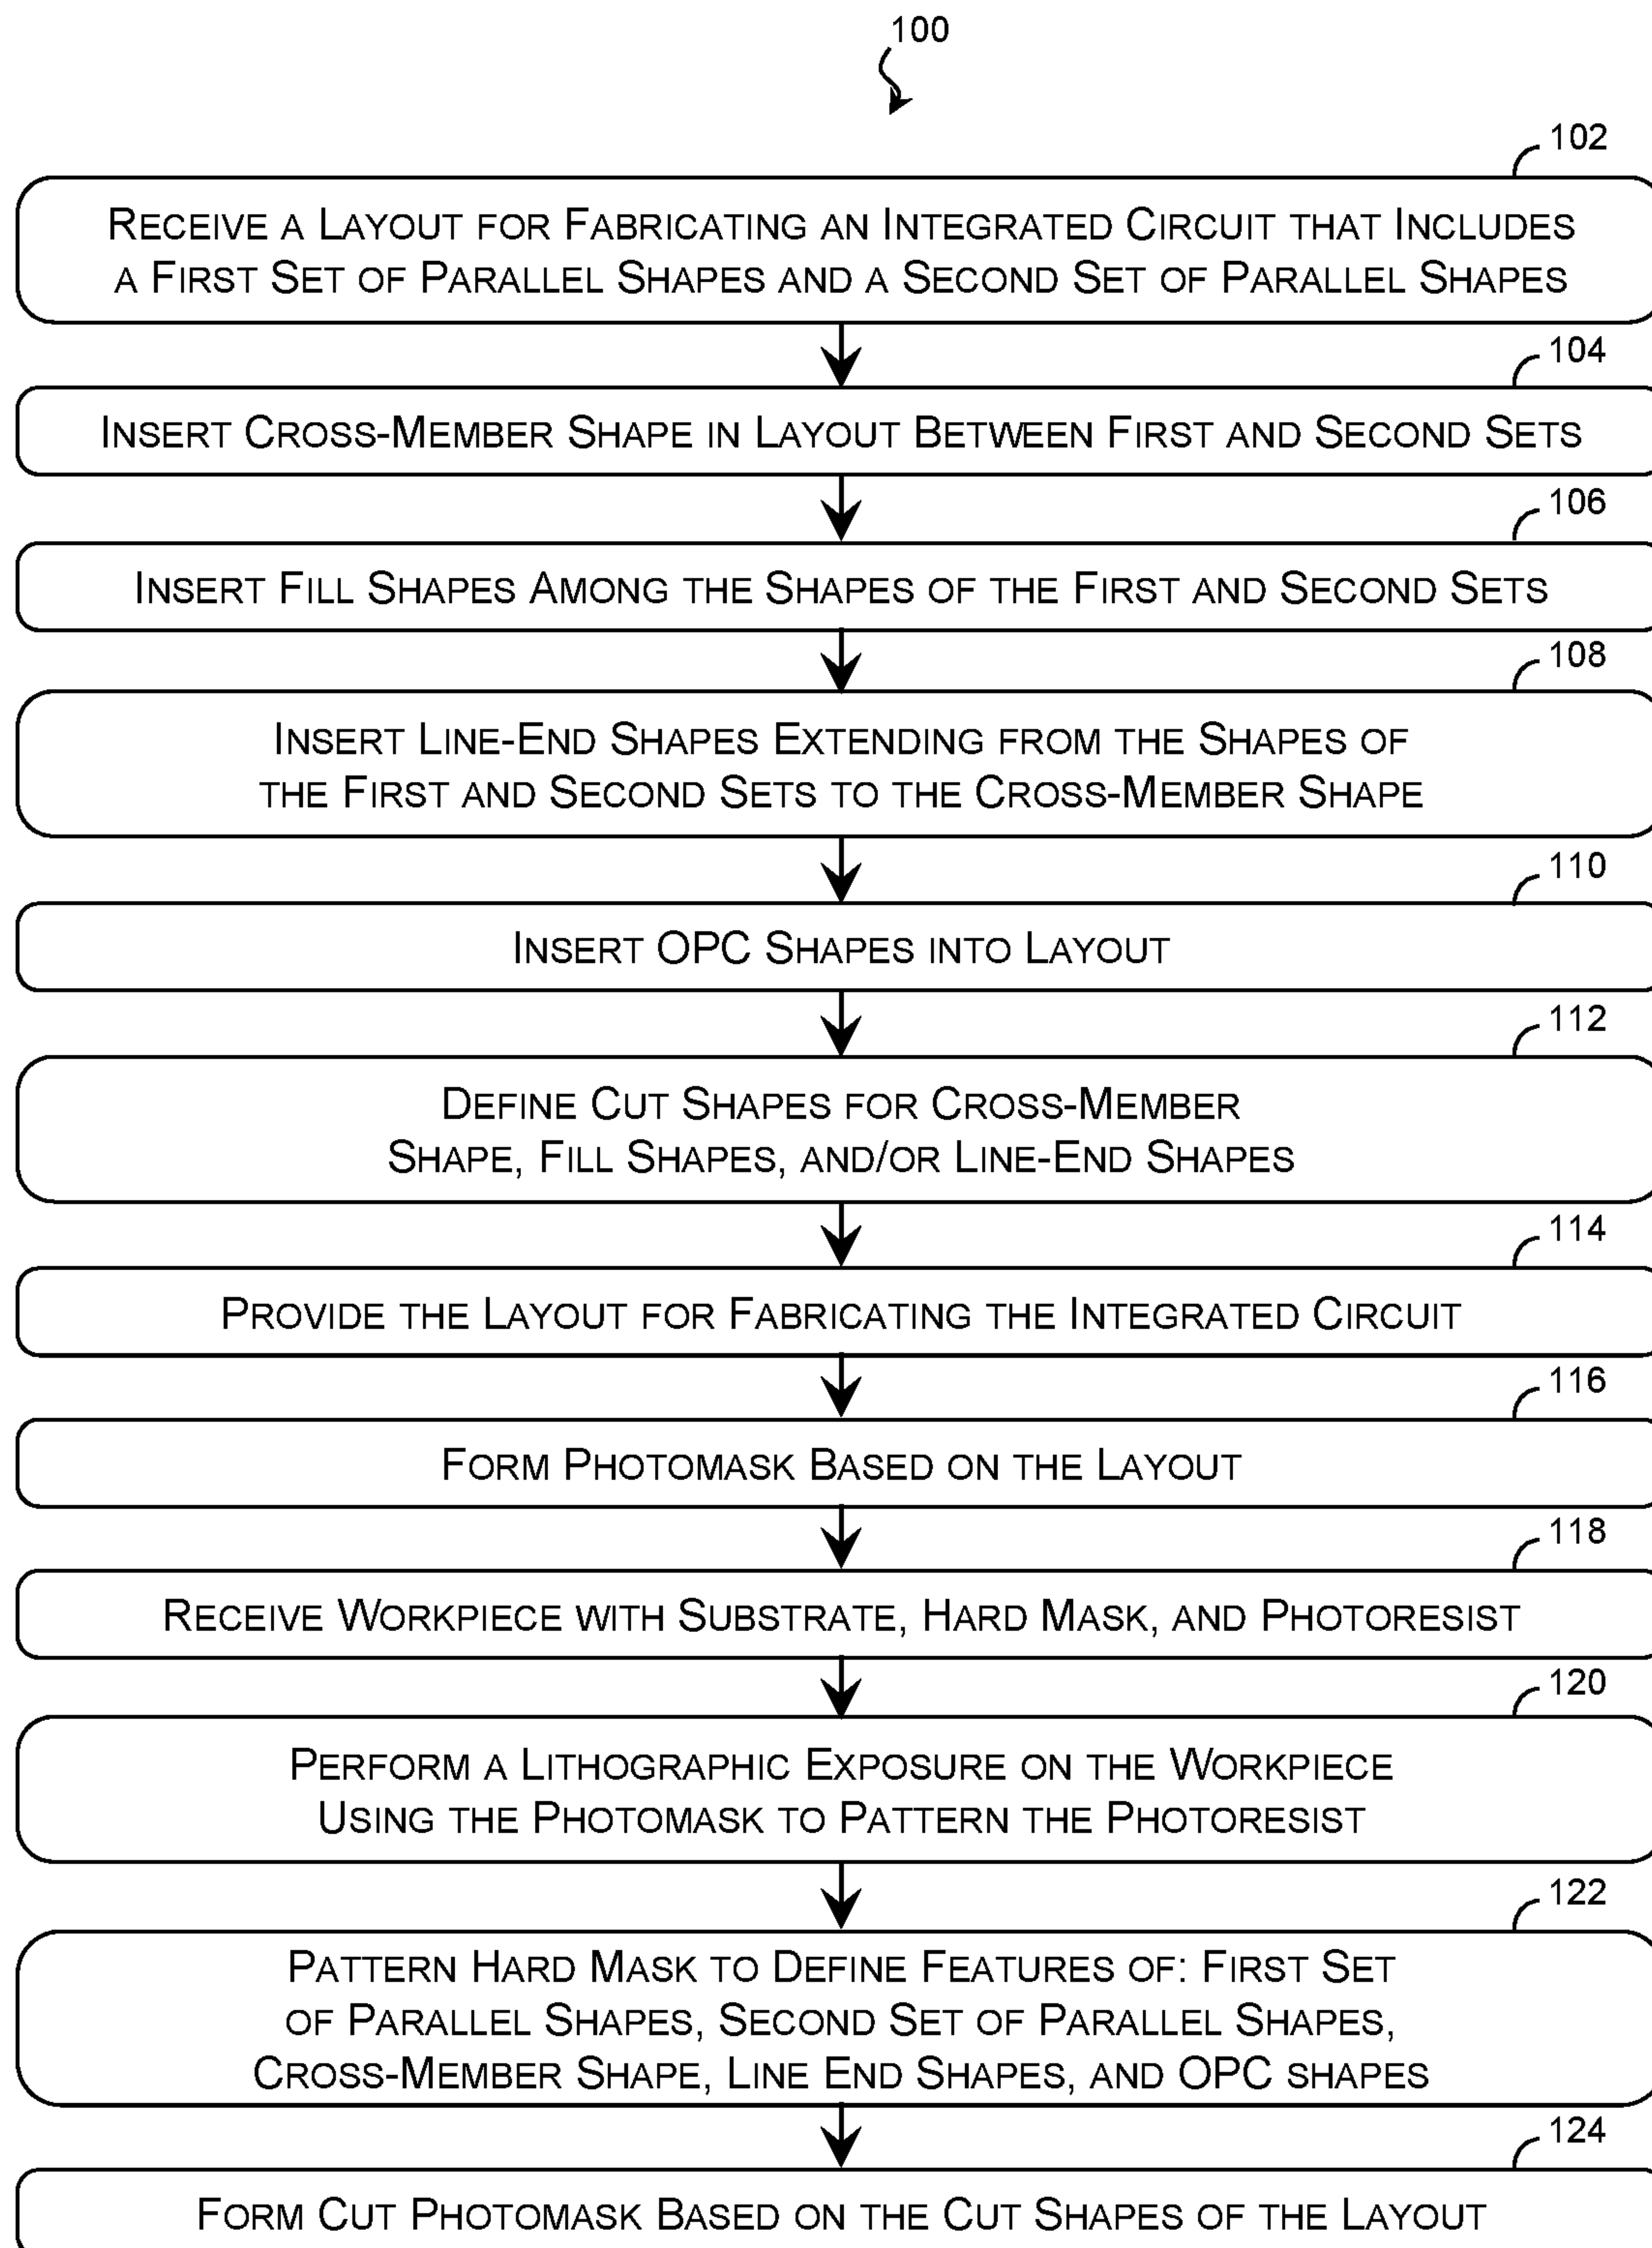 100
102
Receive a Layout for Fabricating an Integrated Circuit that Includes
a First Set of Parallel Shapes and a Second Set of Parallel Shapes
104
Insert Cross-Member Shape in Layout Between First and Second Sets
106
Insert Fill Shapes Among the Shapes of the First and Second Sets
108
Insert Line-End Shapes Extending from the Shapes of
the First and Second Sets to the Cross-Member Shape
110
Insert OPC Shapes into Layout
112
Define Cut Shapes for Cross-Member
Shape, Fill Shapes, and/or Line-End Shapes
114
Provide the Layout for Fabricating the Integrated Circuit
116
Form Photomask Based on the Layout
118
Receive Workpiece with Substrate, Hard Mask, and Photoresist
120
Perform a Lithographic Exposure on the Workpiece
Using the Photomask to Pattern the Photoresist
122
Pattern Hard Mask to Define Features of: First Set
of Parallel Shapes, Second Set of Parallel Shapes,
Cross-Member Shape, Line End Shapes, and OPC shapes
124
Form Cut Photomask Based on the Cut Shapes of the Layout